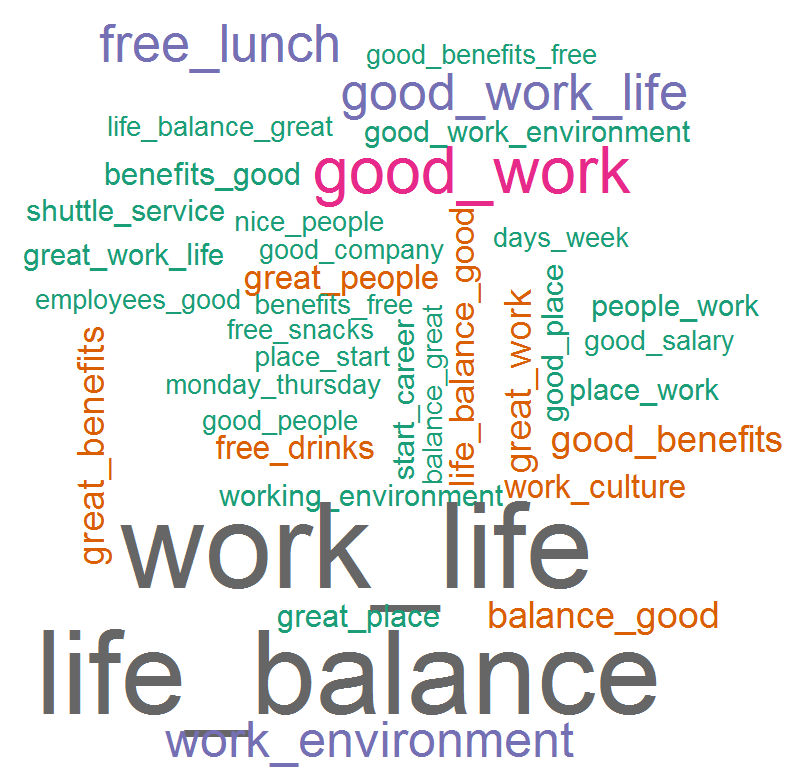 free_lunch
good_benefits_free
good_work_life
life_balance_great
good_work_environment
benefits_good
good_work
shuttle_service
nice_people
great_work_life
good_company
days_week
great_people
employees_good
benefits_free
people_work
free_snacks
good_salary
place_start
monday_thursday
place_work
good_people
free_drinks
great_benefits
start_career
balance_great
life_balance_good
great_work
good_place
good_benefits
work_culture
working_environment
work_life
great_place
balance_good
life_balance
work_environment